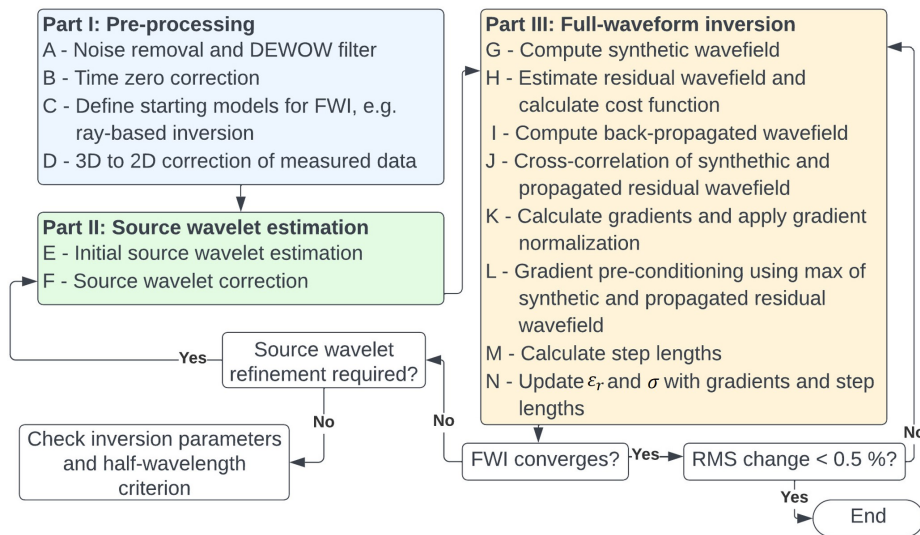 Part I: Pre-processing
A - Noise removal and DEWOW filter
B - Time zero correction
C - Define starting models for FWI, e.g.
ray-based inversion
D - 3D to 2D correction of measured data
Part II: Source wavelet estimation
E - Initial source wavelet estimation
F - Source wavelet correction
Part III: Full-waveform inversion
G - Compute synthetic wavefield
H - Estimate residual wavefield and
calculate cost function
I - Compute back-propagated wavefield
J - Cross-correlation of synthethic and
propagated residual wavefield
K - Calculate gradients and apply gradient
normalization
L - Gradient pre-conditioning using max of
synthetic and propagated residual
wavefield
M - Calculate step lengths
N - Update εr and σ with gradients and step
lengths
FWI converges?
Yes
RMS change < 0.5 %?
No
Yes
End
No
Source wavelet
refinement required?
Yes
No
Check inversion parameters
and half-wavelength
criterion